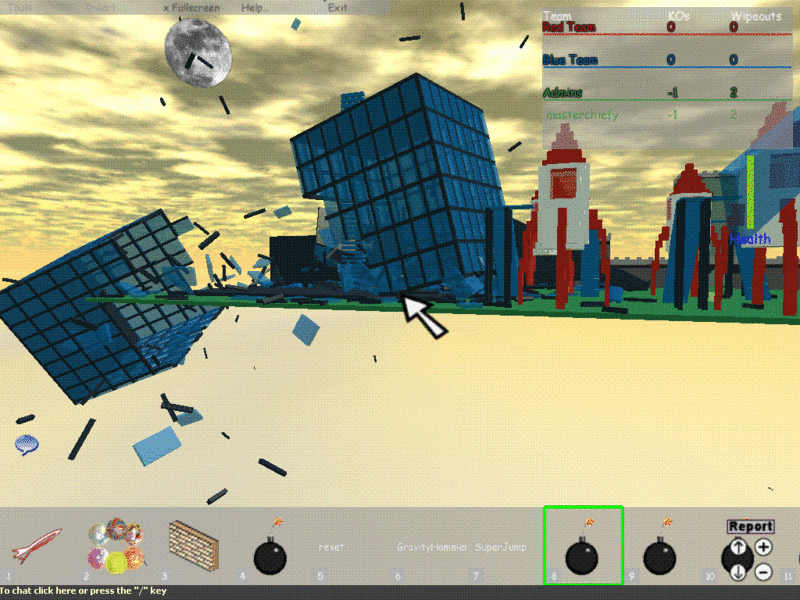 Tools Insert x Fullscreen Help... Exit
Team KOs Wipeouts
Red Team 0 0
Blue Team 0 0
Admins -1 2
masterchiefy -1 2
Health
reset GravityHammer SuperJump
Report
1 2 3 4 5 6 7 8 9 10 11
To chat click here or press the "/" key